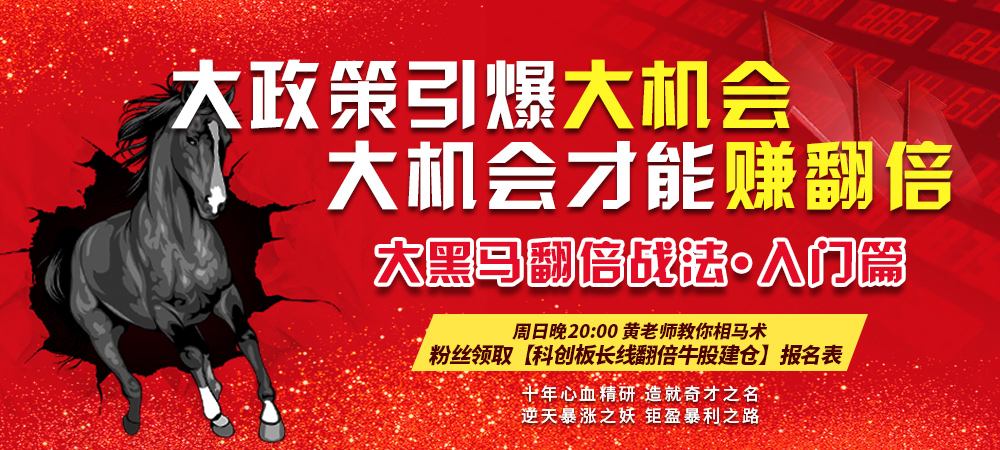 大政策引爆大机会
大机会才能赚翻倍
大黑马翻倍战法·入门篇
周日晚20:00 黄老师教你相马术
粉丝领取【科创板长线翻倍牛股建仓】报名表
十年心血精研 造就奇才之名
逆天暴涨之妖 钜盈暴利之路